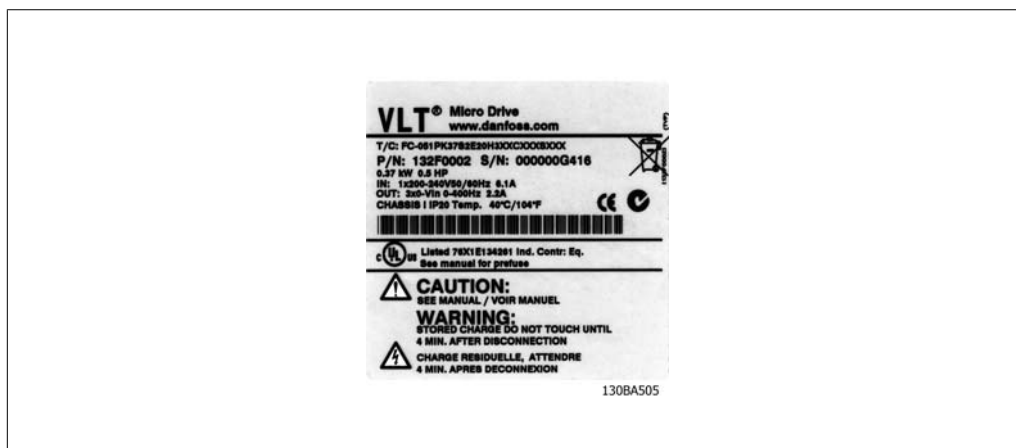 VLT® Micro Drive
www.danfoss.com
T/C: FC-051PK37S2E20H3XXCXXXSXXX
P/N: 132F0002 S/N: 000000G416
0.37 kW 0.5 HP
IN: 1x200-240V50/60Hz 6.1A
OUT: 3x0-Vin 0-400Hz 2.2A
CHASSIS I IP20 Temp. 40°C/104°F
CE
c UL us Listed 76X1E134261 Ind. Contr: Eq.
See manual for prefuse
CAUTION:
SEE MANUAL / VOIR MANUEL
WARNING:
STORED CHARGE DO NOT TOUCH UNTIL
4 MIN. AFTER DISCONNECTION
CHARGE RESIDUELLE, ATTENDRE
4 MIN. APRES DECONNEXION
130BA505